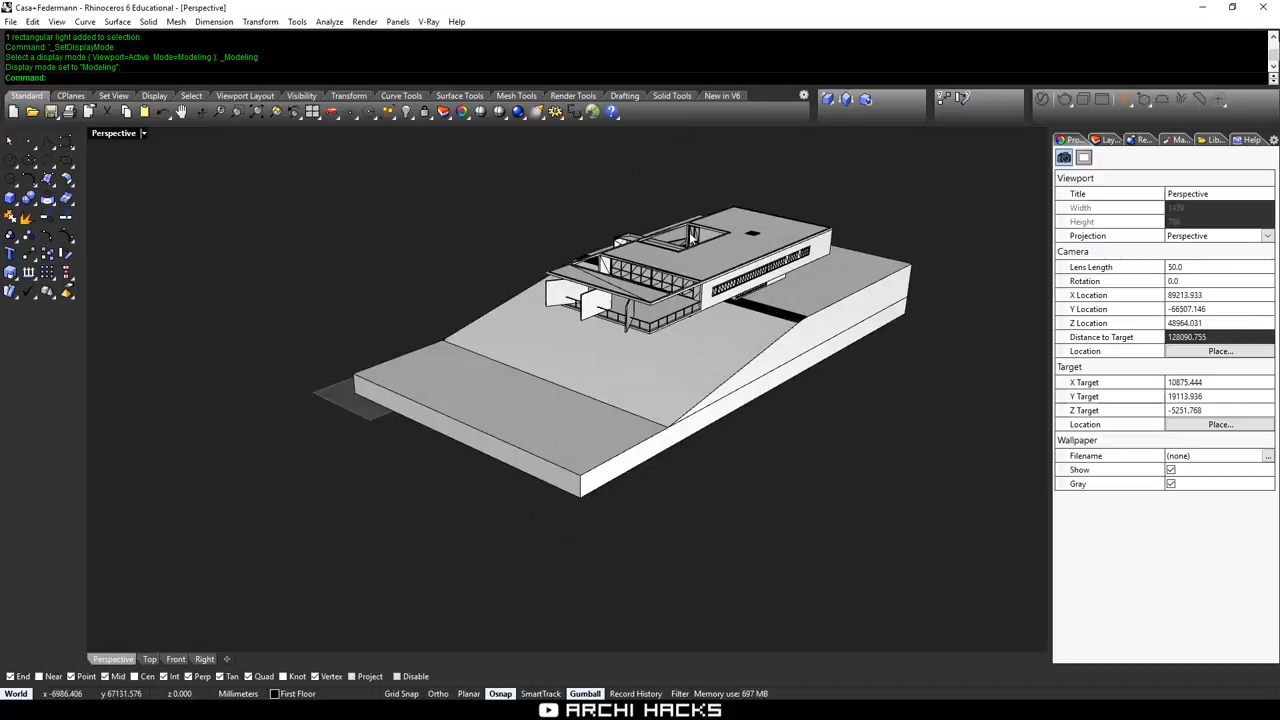 Casa+Federmann - Rhinoceros 6 Educational - [Perspective]
File Edit View Curve Surface Solid Mesh Dimension Transform Tools Analyze Render Panels V-Ray Help
1 rectangular light added to selection.
Command: '_SetDisplayMode
Select a display mode ( Viewport=Active Mode=Modeling ): _Modeling
Display mode set to "Modeling".
Command:
Standard CPlanes Set View Display Select Viewport Layout Visibility Transform Curve Tools Surface Tools Solid Tools Mesh Tools Render Tools Drafting New in V6
Perspective
Pro... Lay... Re... Ma... Lib... Help
Viewport
Title Perspective
Width 1439
Height 786
Projection Perspective
Camera
Lens Length 50.0
Rotation 0.0
X Location 89213.933
Y Location -66507.146
Z Location 48964.031
Distance to Target 128090.755
Location Place...
Target
X Target 10875.444
Y Target 19113.936
Z Target -5251.768
Location Place...
Wallpaper
Filename (none) ...
Show
Gray
Perspective Top Front Right
End Near Point Mid Cen Int Perp Tan Quad Knot Vertex Project Disable
World x -6986.406 y 67131.576 z 0.000 Millimeters First Floor Grid Snap Ortho Planar Osnap SmartTrack Gumball Record History Filter Memory use: 697 MB
ARCHI HACKS